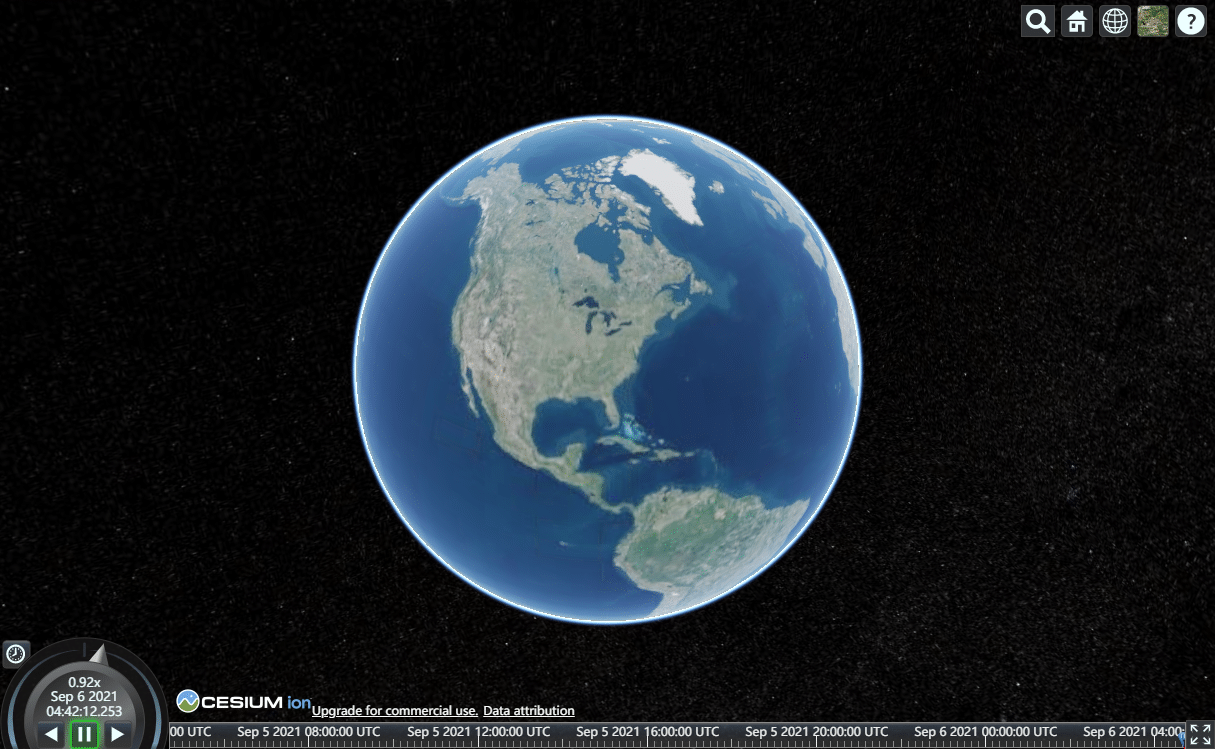 ?
0.92x
Sep 6 2021
04:42:12.253
CESIUM ion
Upgrade for commercial use. Data attribution
00 UTC Sep 5 2021 08:00:00 UTC Sep 5 2021 12:00:00 UTC Sep 5 2021 16:00:00 UTC Sep 5 2021 20:00:00 UTC Sep 6 2021 00:00:00 UTC Sep 6 2021 04:00